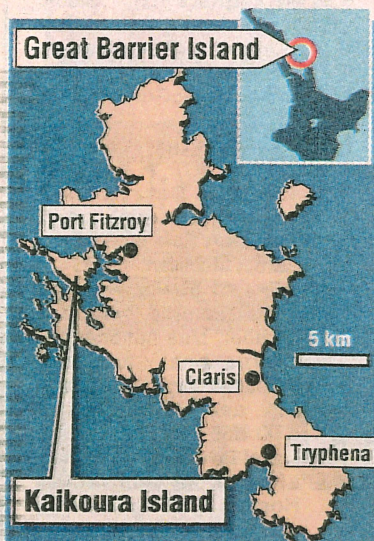 Great Barrier Island
Port Fitzroy
5 km
Claris
Tryphena
Kaikoura Island